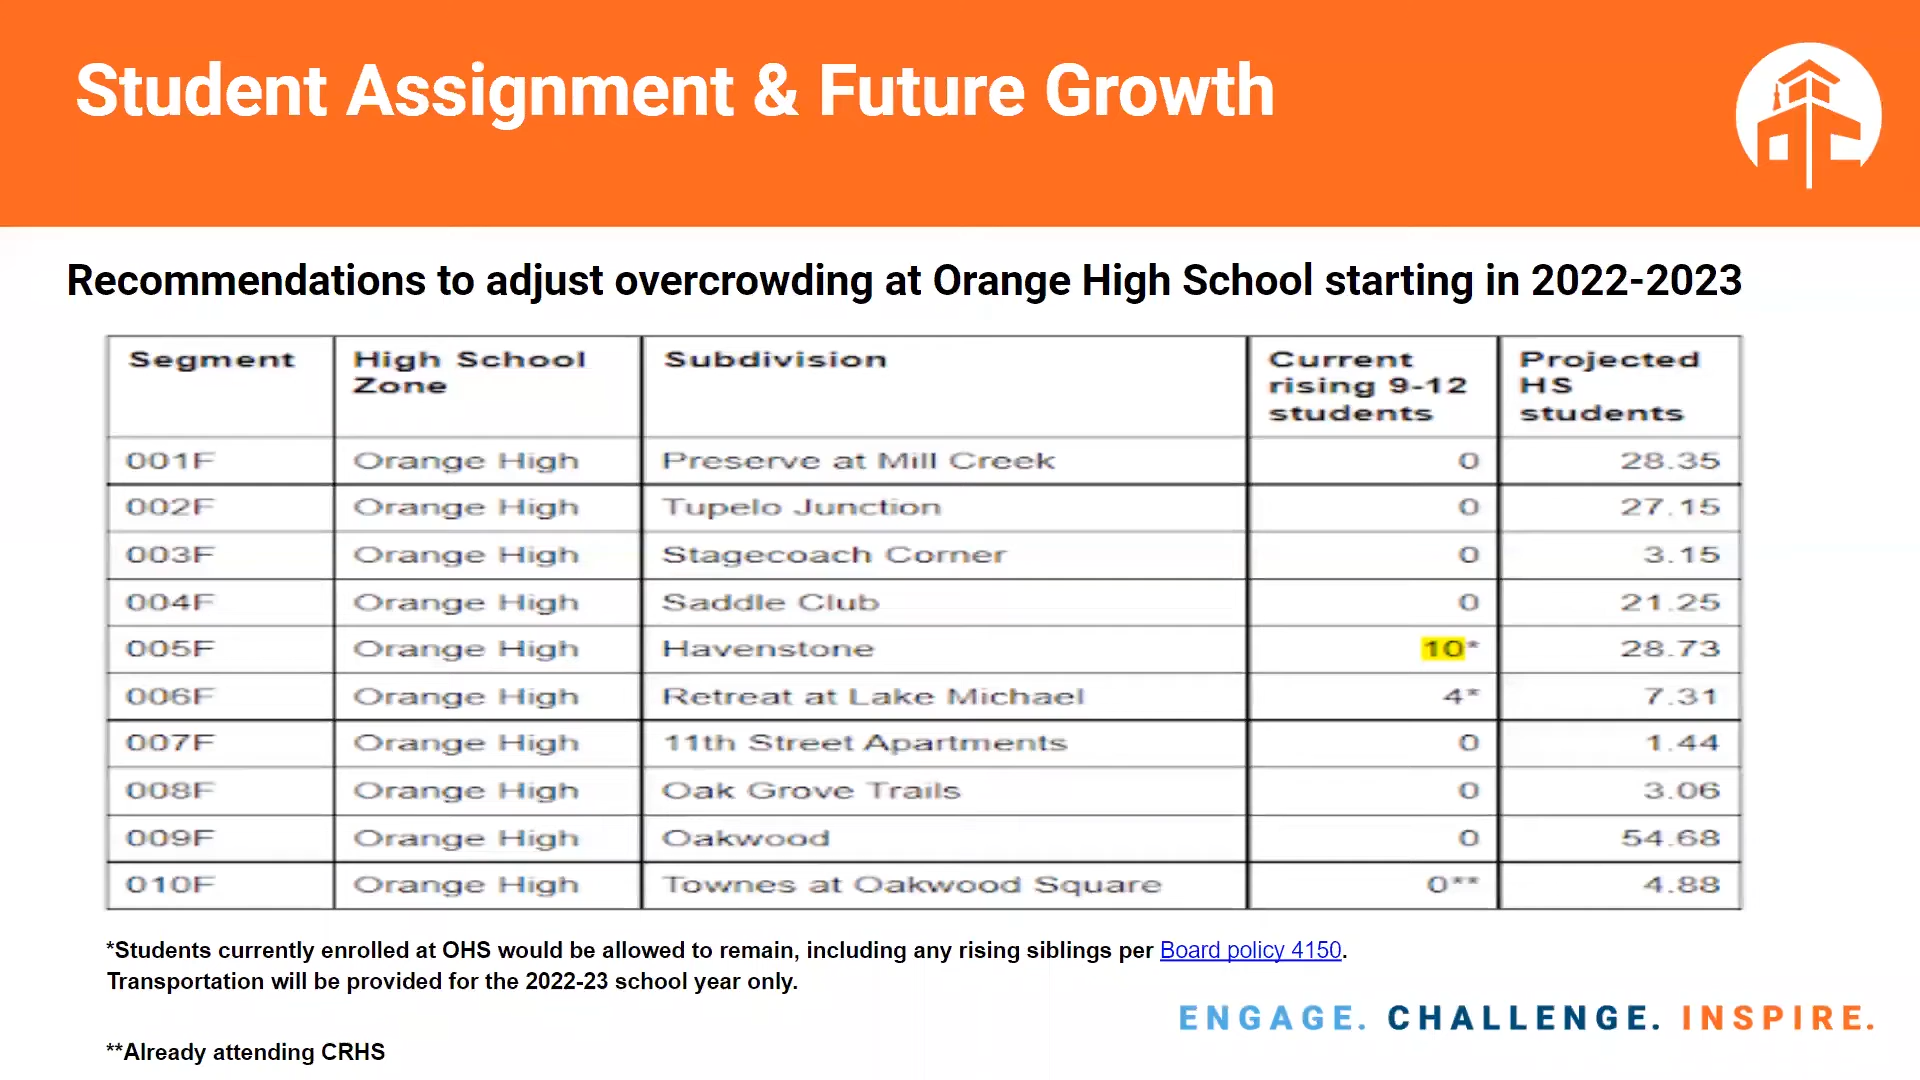 Student Assignment & Future Growth
Recommendations to adjust overcrowding at Orange High School starting in 2022-2023
Segment High School Zone Subdivision Current rising 9-12 students Projected HS students
001F Orange High Preserve at Mill Creek 0 28.35
002F Orange High Tupelo Junction 0 27.15
003F Orange High Stagecoach Corner 0 3.15
004F Orange High Saddle Club 0 21.25
005F Orange High Havenstone 10* 28.73
006F Orange High Retreat at Lake Michael 4* 7.31
007F Orange High 11th Street Apartments 0 1.44
008F Orange High Oak Grove Trails 0 3.06
009F Orange High Oakwood 0 54.68
010F Orange High Townes at Oakwood Square 0** 4.88
*Students currently enrolled at OHS would be allowed to remain, including any rising siblings per Board policy 4150.
Transportation will be provided for the 2022-23 school year only.
ENGAGE. CHALLENGE. INSPIRE.
**Already attending CRHS